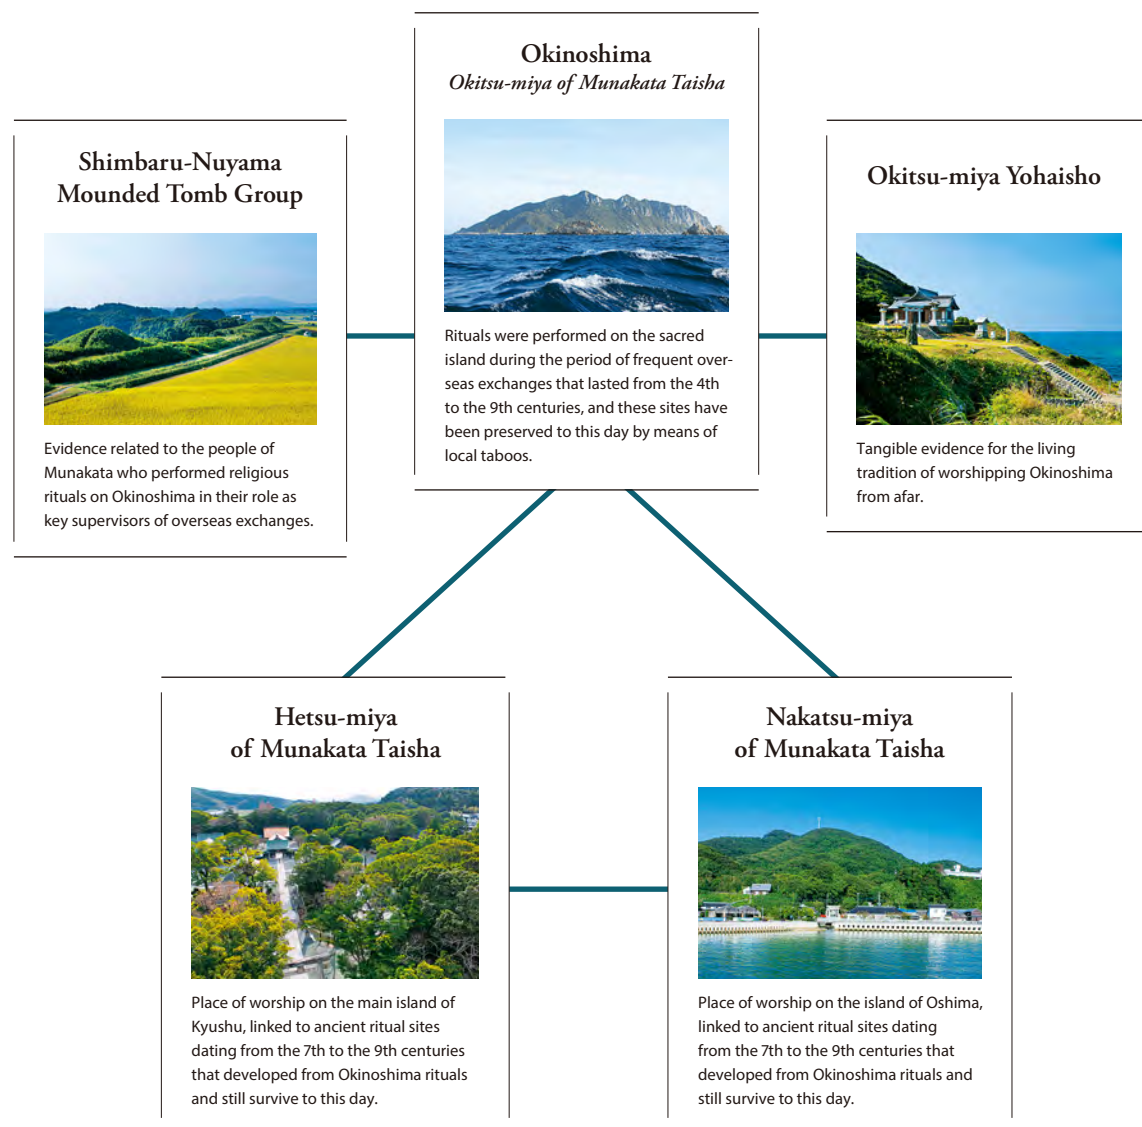 Okinoshima
Okitsu-miya of Munakata Taisha
Rituals were performed on the sacred
island during the period of frequent over-
seas exchanges that lasted from the 4th
to the 9th centuries, and these sites have
been preserved to this day by means of
local taboos.
Shimbaru-Nuyama
Mounded Tomb Group
Evidence related to the people of
Munakata who performed religious
rituals on Okinoshima in their role as
key supervisors of overseas exchanges.
Okitsu-miya Yohaisho
Tangible evidence for the living
tradition of worshipping Okinoshima
from afar.
Hetsu-miya
of Munakata Taisha
Place of worship on the main island of
Kyushu, linked to ancient ritual sites
dating from the 7th to the 9th centuries
that developed from Okinoshima rituals
and still survive to this day.
Nakatsu-miya
of Munakata Taisha
Place of worship on the island of Oshima,
linked to ancient ritual sites dating
from the 7th to the 9th centuries that
developed from Okinoshima rituals and
still survive to this day.